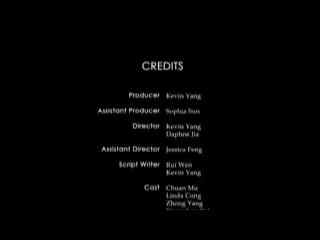 CREDITS
Producer Kevin Yang
Assistant Producer Sophia Sun
Director Kevin Yang
Daphne Jia
Assistant Director Jessica Feng
Script Writer Rui Wen
Kevin Yang
Cast Chuan Mu
Linda Cong
Zhong Yang